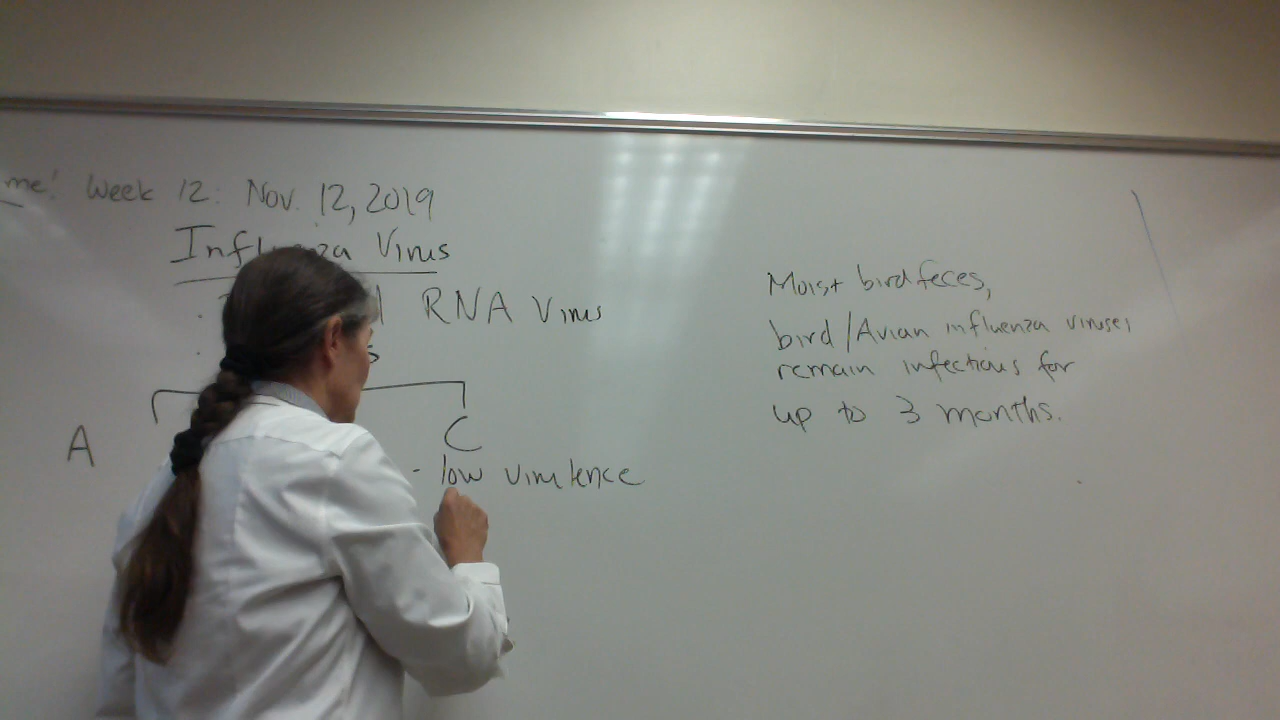 me! Week 12: Nov. 12, 2019
Influenza Virus
RNA Virus
A
C
- low virulence
Moist bird feces,
bird/Avian influenza viruses
remain infectious for
up to 3 months.